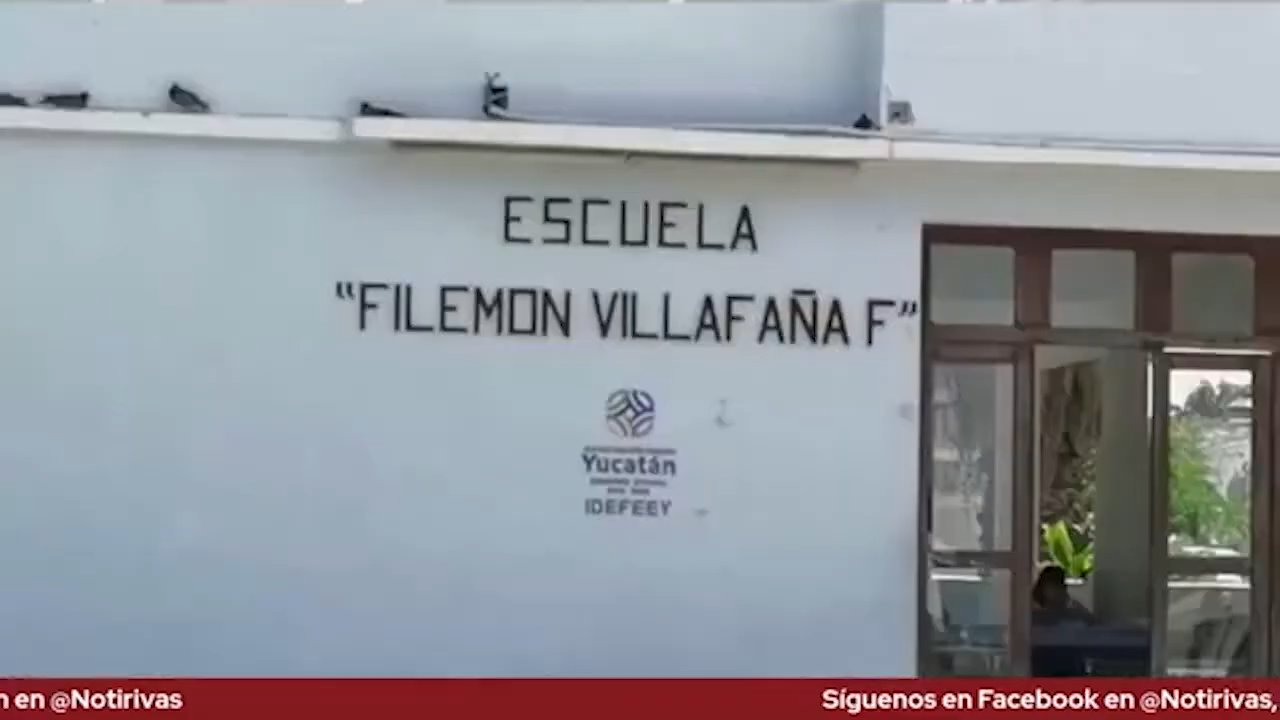 ESCUELA
"FILEMON VILLAFAÑA F"
Yucatán
IDEFEEY
n en @Notirivas
Síguenos en Facebook en @Notirivas,